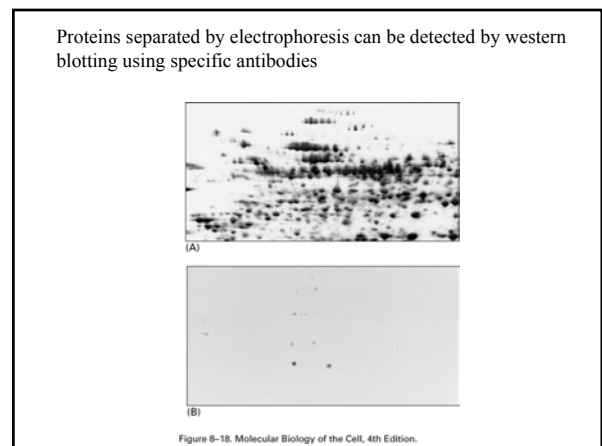 Proteins separated by electrophoresis can be detected by western
blotting using specific antibodies
(A)
(B)
Figure 8–18. Molecular Biology of the Cell, 4th Edition.